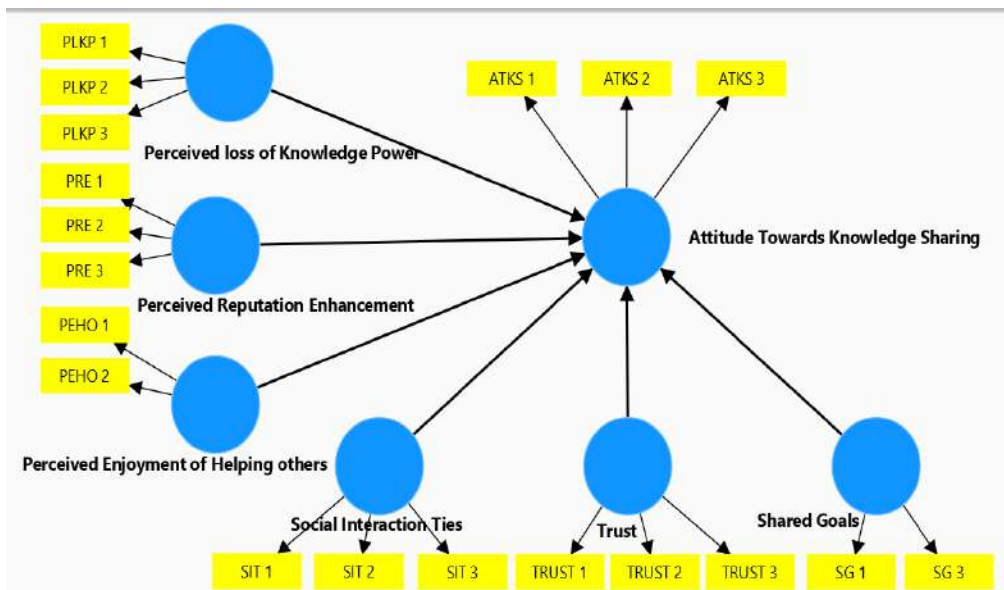 PLKP 1
PLKP 2
PLKP 3
Perceived loss of Knowledge Power
PRE 1
PRE 2
PRE 3
Perceived Reputation Enhancement
PEHO 1
PEHO 2
Perceived Enjoyment of Helping others
ATKS 1
ATKS 2
ATKS 3
Attitude Towards Knowledge Sharing
Social Interaction Ties
Trust
Shared Goals
SIT 1
SIT 2
SIT 3
TRUST 1
TRUST 2
TRUST 3
SG 1
SG 3